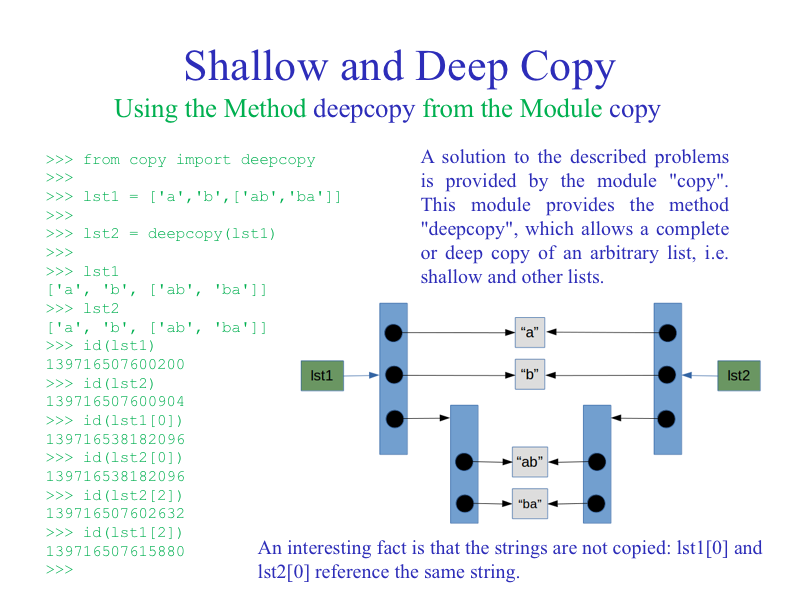 Shallow and Deep Copy
Using the Method deepcopy from the Module copy
>>> from copy import deepcopy
>>>
>>> lst1 = ['a','b',['ab','ba']]
>>>
>>> lst2 = deepcopy(lst1)
>>>
>>> lst1
['a', 'b', ['ab', 'ba']]
>>> lst2
['a', 'b', ['ab', 'ba']]
>>> id(lst1)
139716507600200
>>> id(lst2)
139716507600904
>>> id(lst1[0])
139716538182096
>>> id(lst2[0])
139716538182096
>>> id(lst2[2])
139716507602632
>>> id(lst1[2])
139716507615880
>>>
A solution to the described problems
is provided by the module "copy".
This module provides the method
"deepcopy", which allows a complete
or deep copy of an arbitrary list, i.e.
shallow and other lists.
“a”
lst1
“b”
lst2
“ab”
“ba”
An interesting fact is that the strings are not copied: lst1[0] and
lst2[0] reference the same string.